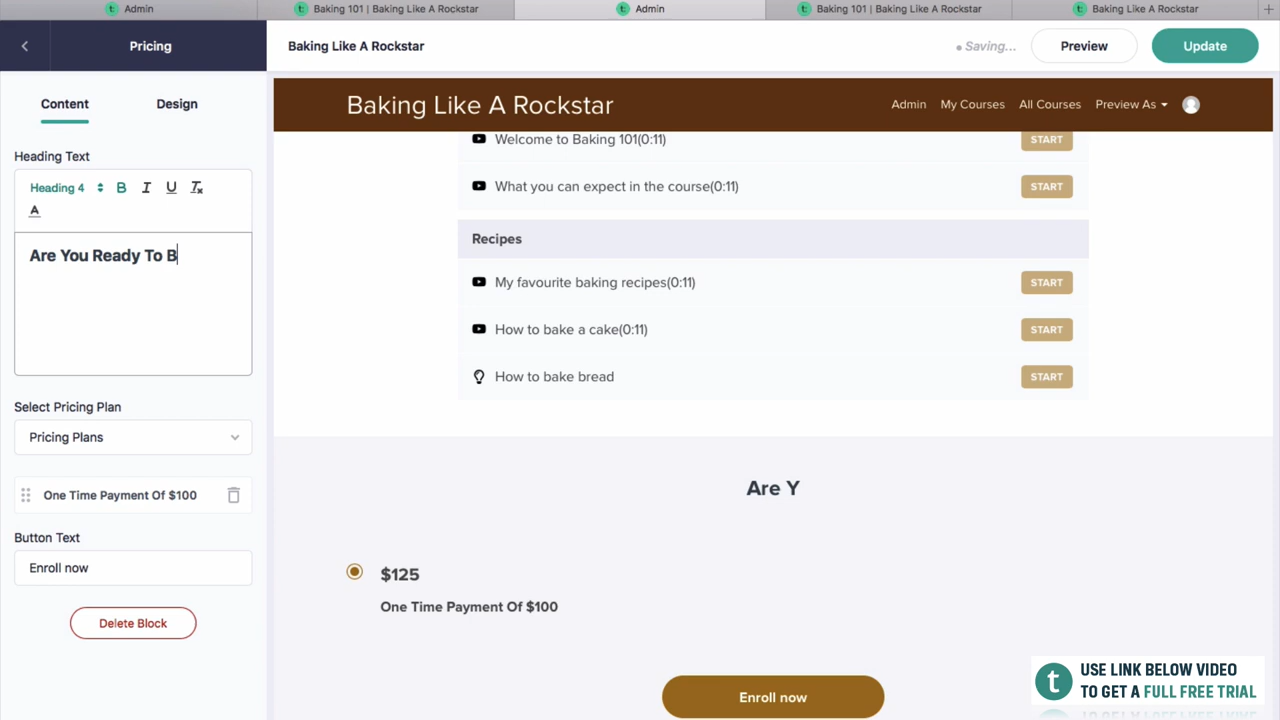 Admin
Baking 101 | Baking Like A Rockstar
Admin
Baking 101 | Baking Like A Rockstar
Baking Like A Rockstar
Pricing
Baking Like A Rockstar
Saving...
Preview
Update
Content
Design
Heading Text
Heading 4
B
I
U
Tx
A
Are You Ready To B
Select Pricing Plan
Pricing Plans
One Time Payment Of $100
Button Text
Enroll now
Delete Block
Baking Like A Rockstar
Admin
My Courses
All Courses
Preview As
Welcome to Baking 101(0:11)
START
What you can expect in the course(0:11)
START
Recipes
My favourite baking recipes(0:11)
START
How to bake a cake(0:11)
START
How to bake bread
START
Are Y
$125
One Time Payment Of $100
Enroll now
t
USE LINK BELOW VIDEO
TO GET A FULL FREE TRIAL